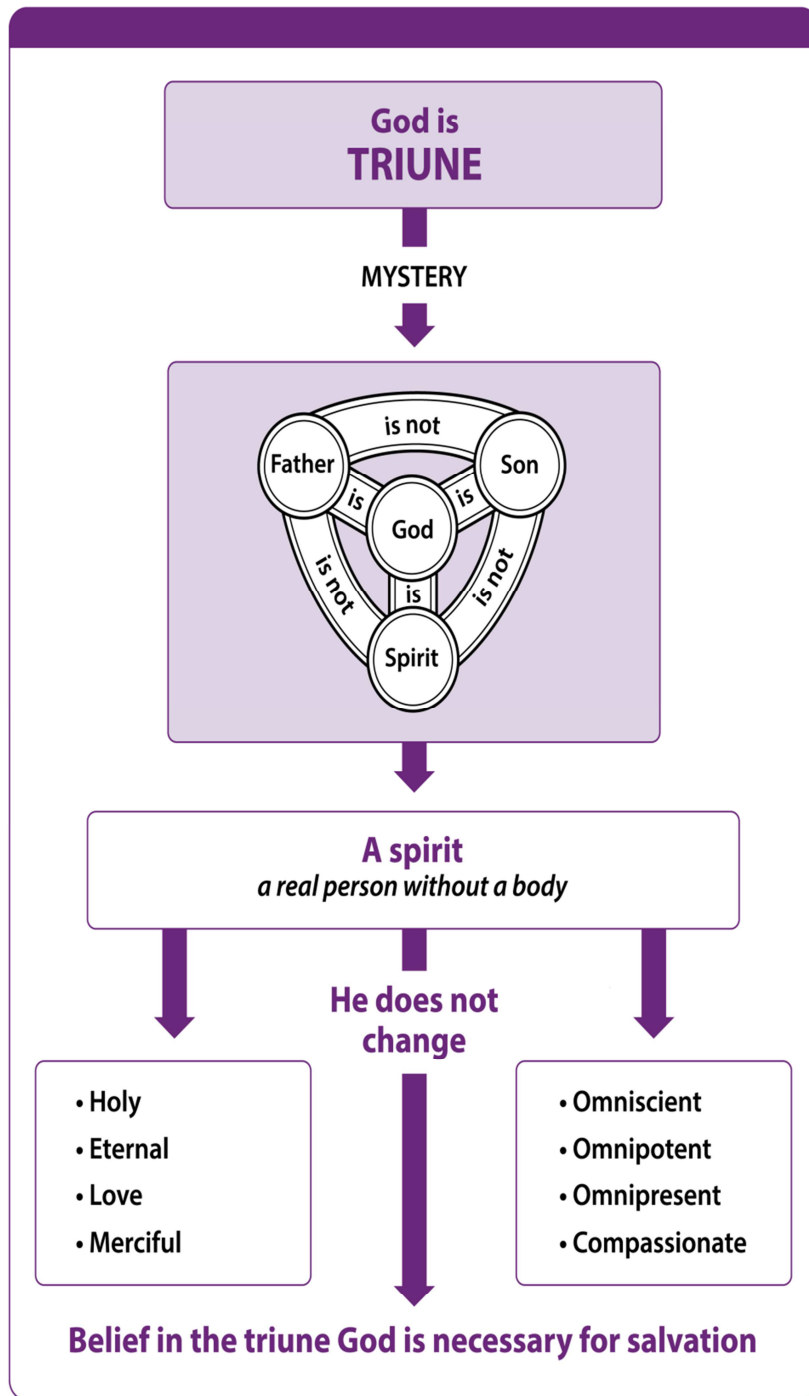 God is
TRIUNE
MYSTERY
is not
Father
Son
is
is
God
is not
is not
is
Spirit
A spirit
a real person without a body
He does not
change
• Holy
• Eternal
• Love
• Merciful
• Omniscient
• Omnipotent
• Omnipresent
• Compassionate
Belief in the triune God is necessary for salvation